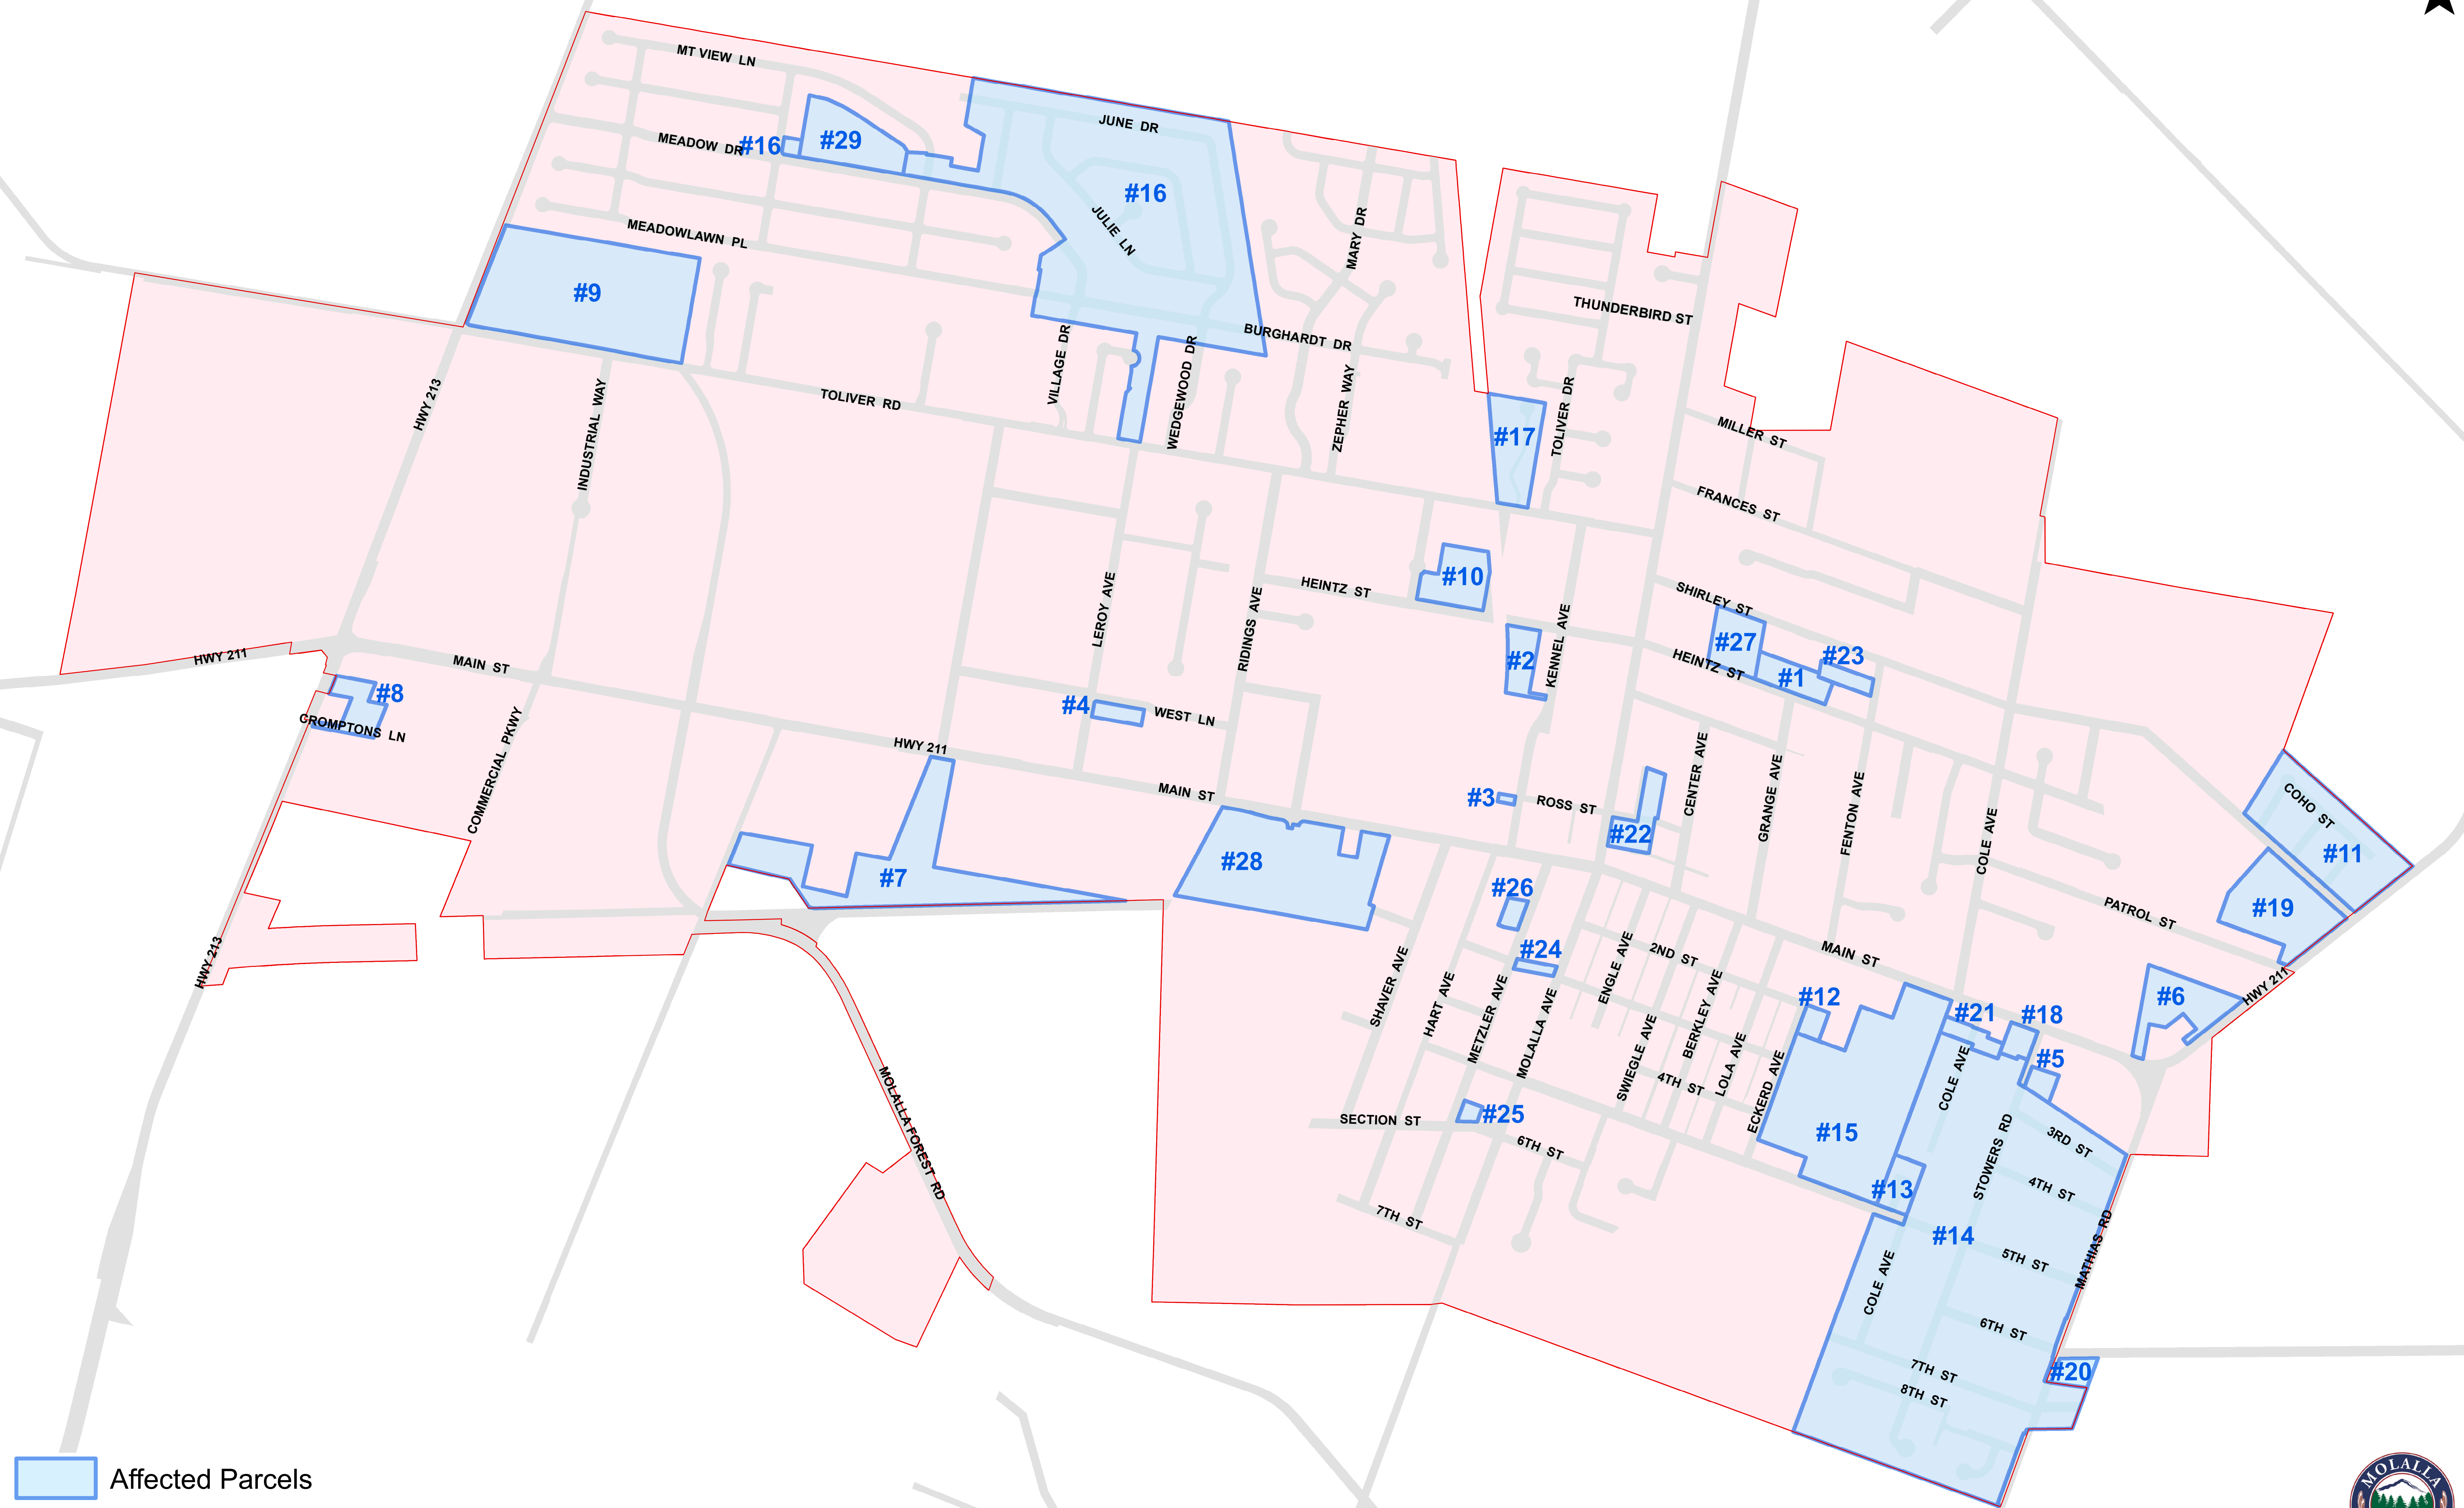 MT VIEW LN
JUNE DR
MEADOW DR
#16
#29
#16
JULIE LN
MARY DR
MEADOWLAWN PL
#9
THUNDERBIRD ST
BURGHARDT DR
VILLAGE DR
WEDGEWOOD DR
ZEPHER WAY
TOLIVER DR
HWY 213
INDUSTRIAL WAY
TOLIVER RD
#17
MILLER ST
FRANCES ST
#10
HEINTZ ST
LEROY AVE
RIDINGS AVE
KENNEL AVE
SHIRLEY ST
#27
#2
HEINTZ ST
#23
#1
HWY 211
MAIN ST
#8
CROMPTONS LN
#4
WEST LN
COMMERCIAL PKWY
HWY 211
MAIN ST
#3
ROSS ST
CENTER AVE
GRANGE AVE
FENTON AVE
COLE AVE
#22
COHO ST
#11
#28
#7
#26
#19
PATROL ST
#24
2ND ST
MAIN ST
HWY 213
SHAVER AVE
HART AVE
METZLER AVE
MOLALLA AVE
ENGLE AVE
SWIEGLE AVE
BERKLEY AVE
LOLA AVE
ECKERD AVE
4TH ST
#12
#21
#18
#5
#6
HWY 211
MOLALLA FOREST RD
SECTION ST
#25
6TH ST
7TH ST
#15
COLE AVE
STOWERS RD
3RD ST
4TH ST
#13
#14
5TH ST
MATHIAS RD
COLE AVE
6TH ST
7TH ST
8TH ST
#20
Affected Parcels
MOLALLA